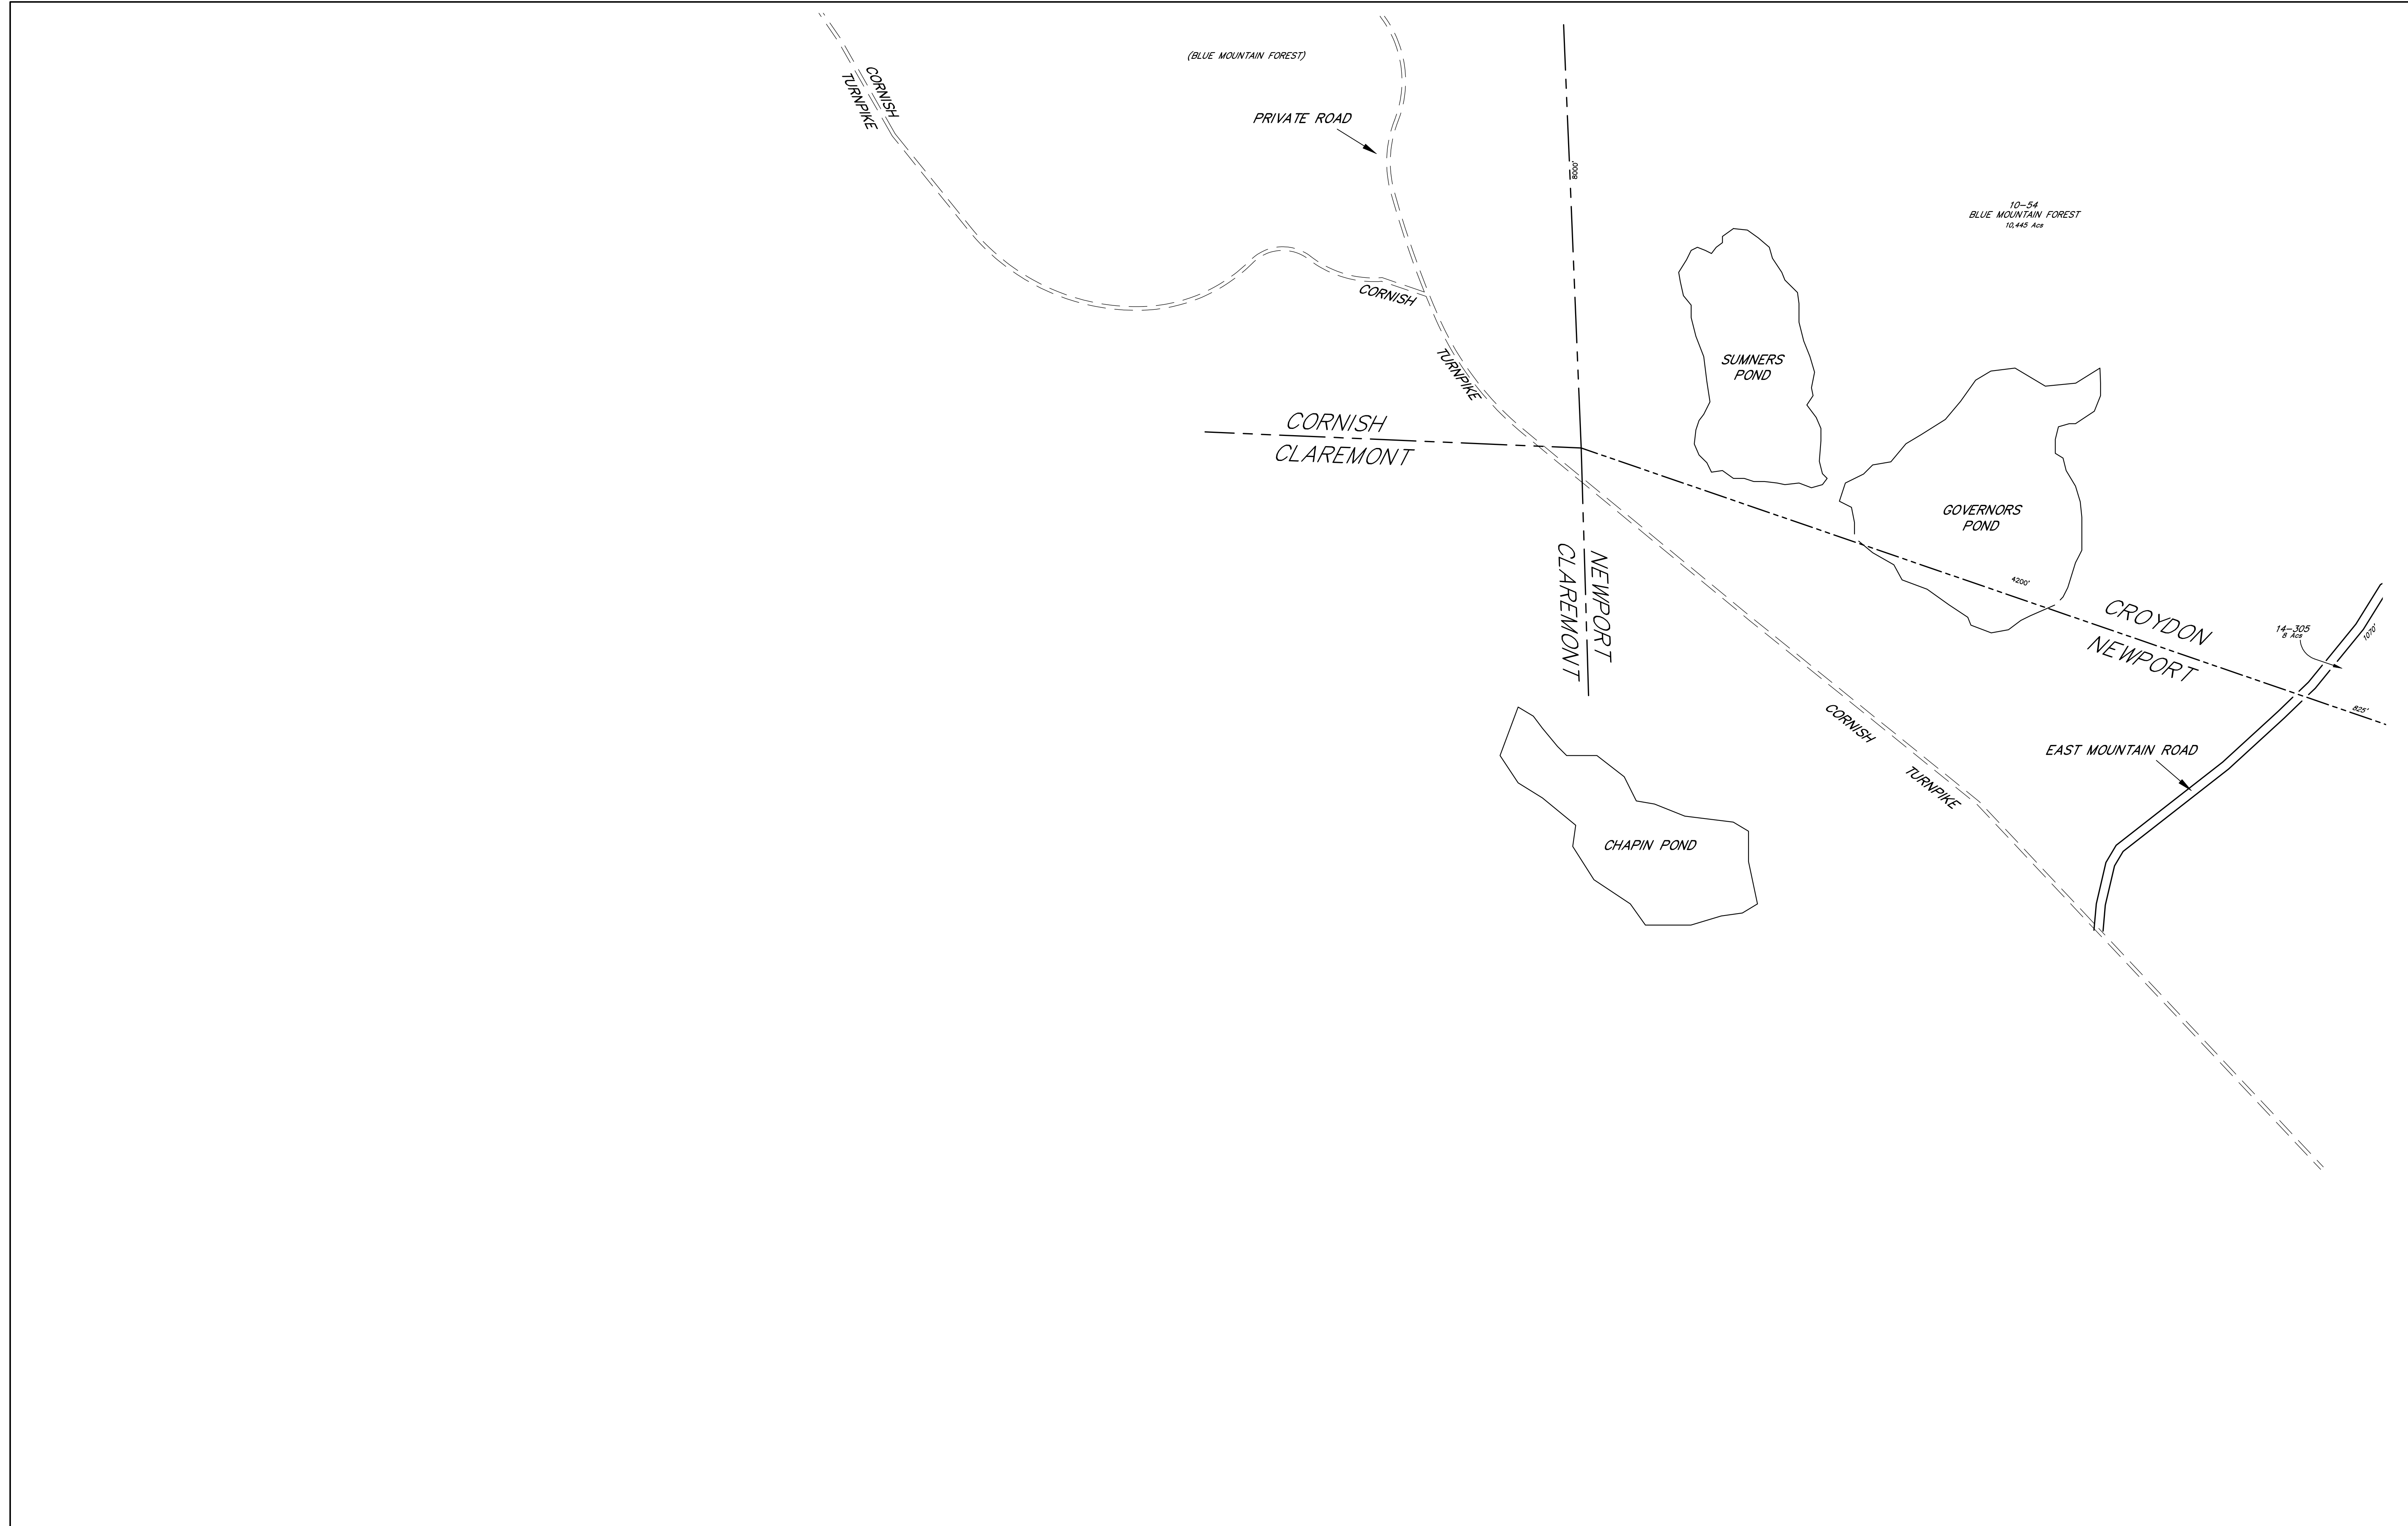 (BLUE MOUNTAIN FOREST)
CORNISH
TURNPIKE
PRIVATE ROAD
8000'
10-54
BLUE MOUNTAIN FOREST
10,445 Acs
CORNISH
TURNPIKE
SUMNERS
POND
CORNISH
CLAREMONT
GOVERNORS
POND
NEWPORT
CLAREMONT
4200'
CROYDON
NEWPORT
14-305
8 Acs
1070'
825'
CORNISH
TURNPIKE
EAST MOUNTAIN ROAD
CHAPIN POND